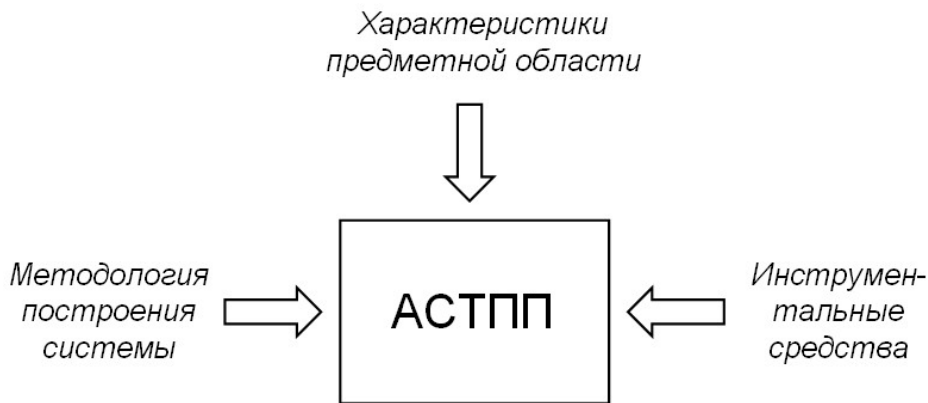 Характеристики
предметной области
Методология
построения
системы
АСТПП
Инструмен-
тальные
средства